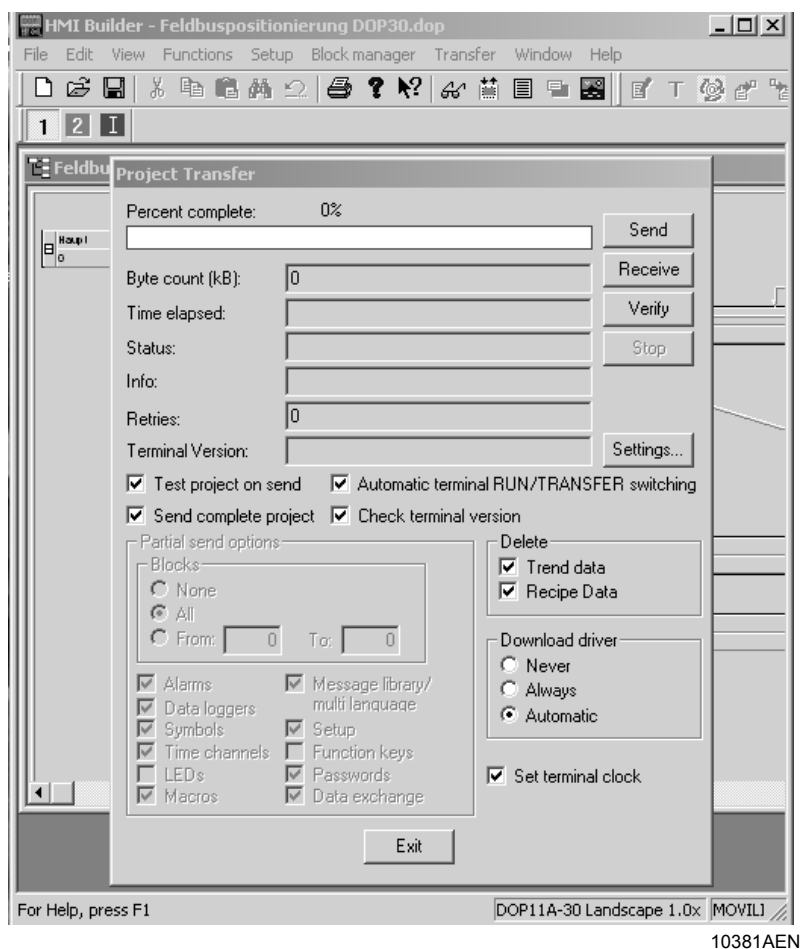 HMI Builder - Feldbuspositionierung DOP30.dop
File Edit View Functions Setup Block manager Transfer Window Help
1 2 I
Feldbu
Project Transfer
Percent complete: 0%
Send
Haupt
0
Byte count (kB): 0
Receive
Time elapsed:
Verify
Status:
Stop
Info:
Retries: 0
Terminal Version:
Settings...
Test project on send Automatic terminal RUN/TRANSFER switching
Send complete project Check terminal version
Partial send options
Blocks
None
All
From: 0 To: 0
Alarms Message library/
Data loggers multi language
Symbols Setup
Time channels Function keys
LEDs Passwords
Macros Data exchange
Delete
Trend data
Recipe Data
Download driver
Never
Always
Automatic
Set terminal clock
Exit
For Help, press F1 DOP11A-30 Landscape 1.0x MOVILI
10381AEN